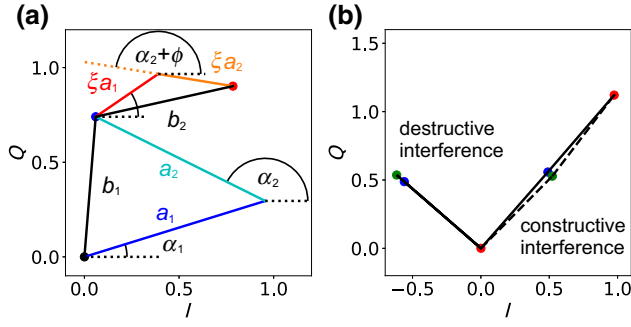 (a)
α₂+ϕ
ξa₂
1.0
ξa₁
b₂
Q
0.5
a₂
b₁
α₂
a₁
α₁
0.0
0.0 0.5 1.0
I
(b)
1.5
1.0
Q
destructive
interference
0.5
constructive
interference
0.0
−0.5 0.0 0.5 1.0
I